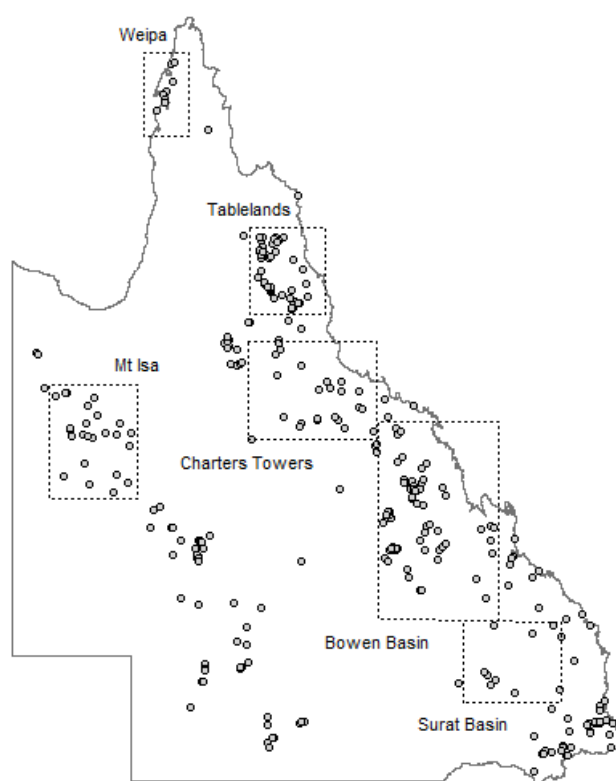 Weipa
Tablelands
Mt Isa
Charters Towers
Bowen Basin
Surat Basin